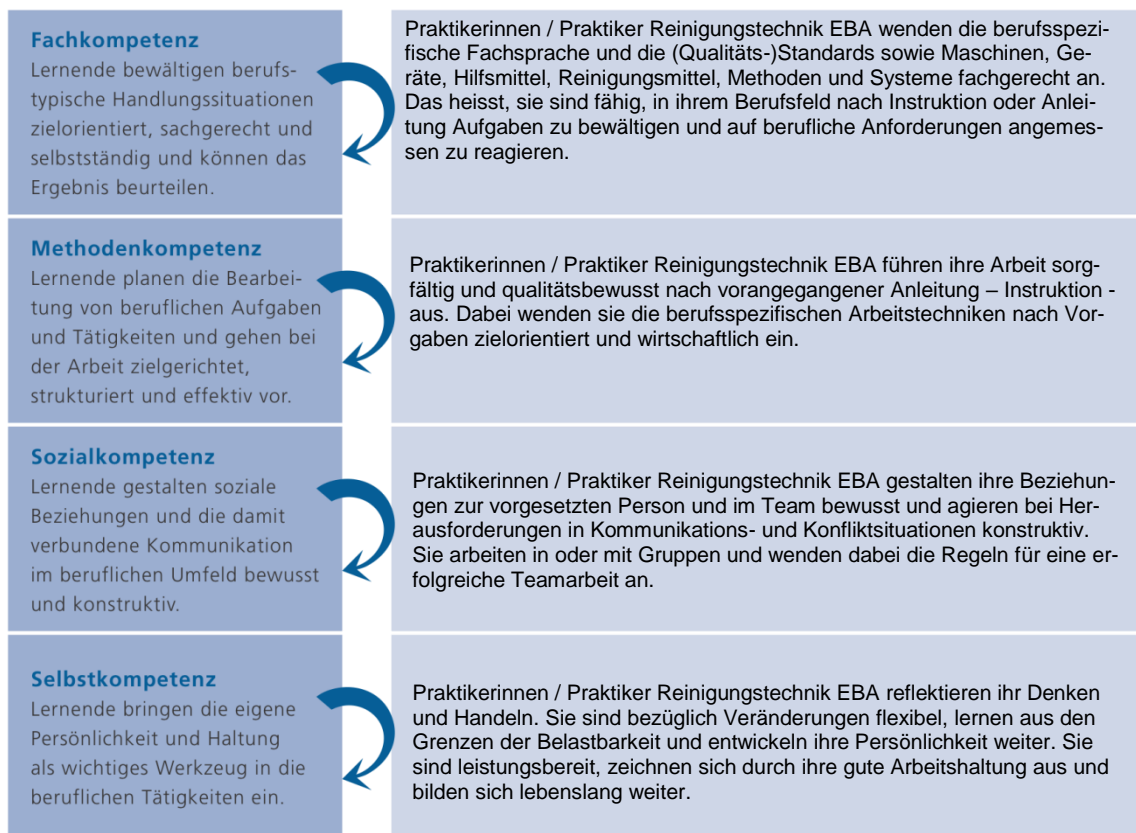 Fachkompetenz
Lernende bewältigen berufs-
typische Handlungssituationen
zielorientiert, sachgerecht und
selbstständig und können das
Ergebnis beurteilen.
Praktikerinnen / Praktiker Reinigungstechnik EBA wenden die berufsspezi-
fische Fachsprache und die (Qualitäts-)Standards sowie Maschinen, Ge-
räte, Hilfsmittel, Reinigungsmittel, Methoden und Systeme fachgerecht an.
Das heisst, sie sind fähig, in ihrem Berufsfeld nach Instruktion oder Anlei-
tung Aufgaben zu bewältigen und auf berufliche Anforderungen angemes-
sen zu reagieren.
Methodenkompetenz
Lernende planen die Bearbei-
tung von beruflichen Aufgaben
und Tätigkeiten und gehen bei
der Arbeit zielgerichtet,
strukturiert und effektiv vor.
Praktikerinnen / Praktiker Reinigungstechnik EBA führen ihre Arbeit sorg-
fältig und qualitätsbewusst nach vorangegangener Anleitung – Instruktion -
aus. Dabei wenden sie die berufsspezifischen Arbeitstechniken nach Vor-
gaben zielorientiert und wirtschaftlich ein.
Sozialkompetenz
Lernende gestalten soziale
Beziehungen und die damit
verbundene Kommunikation
im beruflichen Umfeld bewusst
und konstruktiv.
Praktikerinnen / Praktiker Reinigungstechnik EBA gestalten ihre Beziehun-
gen zur vorgesetzten Person und im Team bewusst und agieren bei Her-
ausforderungen in Kommunikations- und Konfliktsituationen konstruktiv.
Sie arbeiten in oder mit Gruppen und wenden dabei die Regeln für eine er-
folgreiche Teamarbeit an.
Selbstkompetenz
Lernende bringen die eigene
Persönlichkeit und Haltung
als wichtiges Werkzeug in die
beruflichen Tätigkeiten ein.
Praktikerinnen / Praktiker Reinigungstechnik EBA reflektieren ihr Denken
und Handeln. Sie sind bezüglich Veränderungen flexibel, lernen aus den
Grenzen der Belastbarkeit und entwickeln ihre Persönlichkeit weiter. Sie
sind leistungsbereit, zeichnen sich durch ihre gute Arbeitshaltung aus und
bilden sich lebenslang weiter.